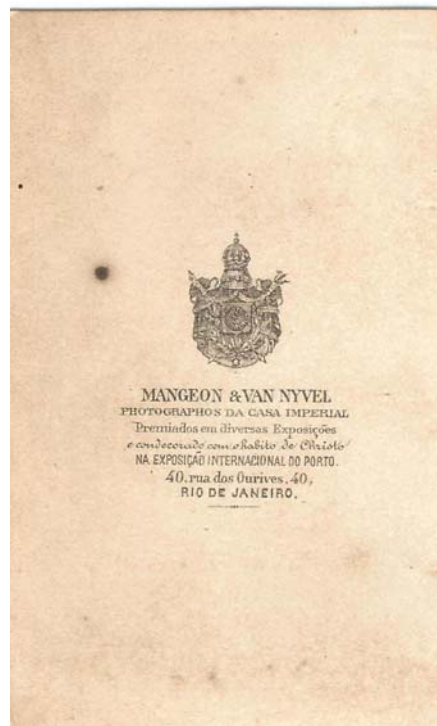 MANGEON & VAN NYVEL
PHOTOGRAPHOS DA CASA IMPERIAL
Premiados em diversas Exposições
e condecorado com o habito de Christo
NA EXPOSIÇÃO INTERNACIONAL DO PORTO.
40, rua dos Ourives, 40,
RIO DE JANEIRO.